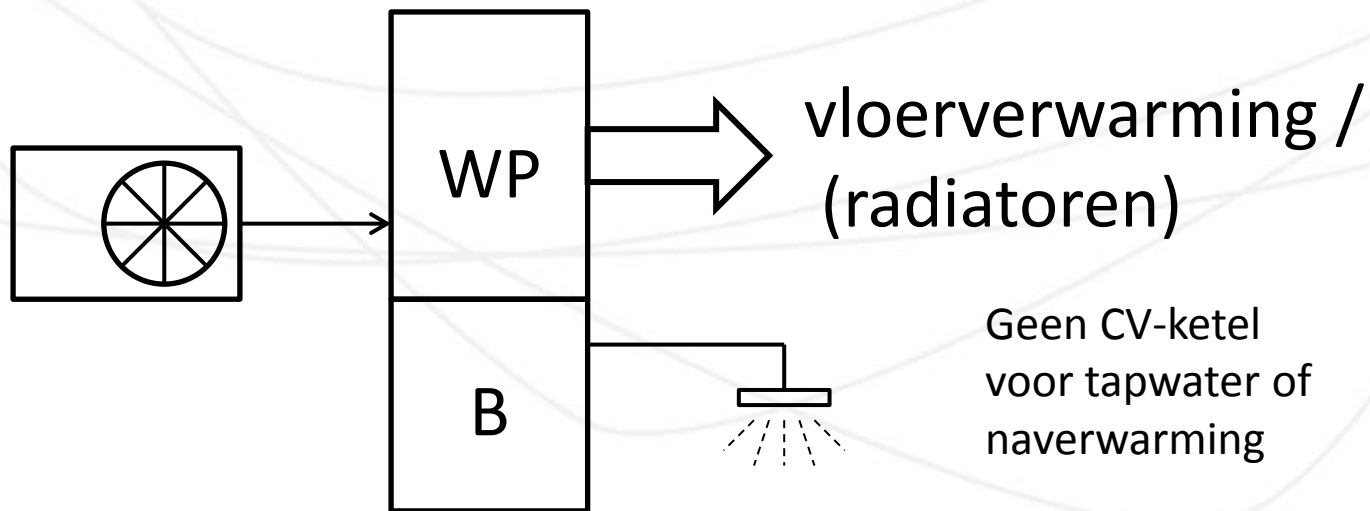 WP
vloerverwarming /
(radiatoren)
B
Geen CV-ketel
voor tapwater of
naverwarming